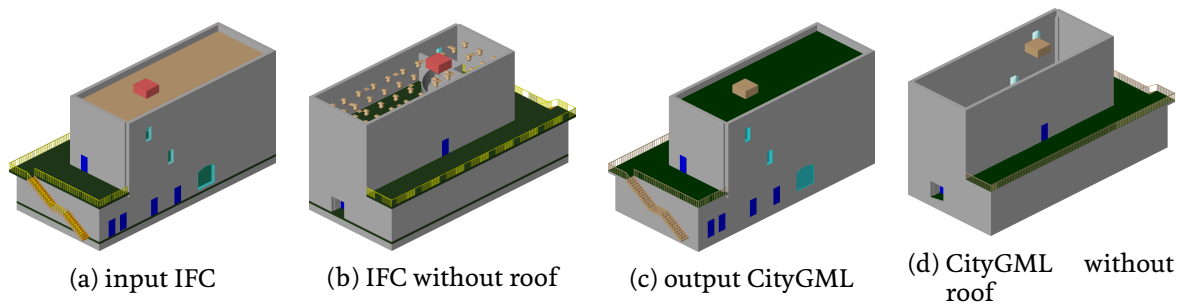 (a) input IFC
(b) IFC without roof
(c) output CityGML
(d) CityGML without
roof